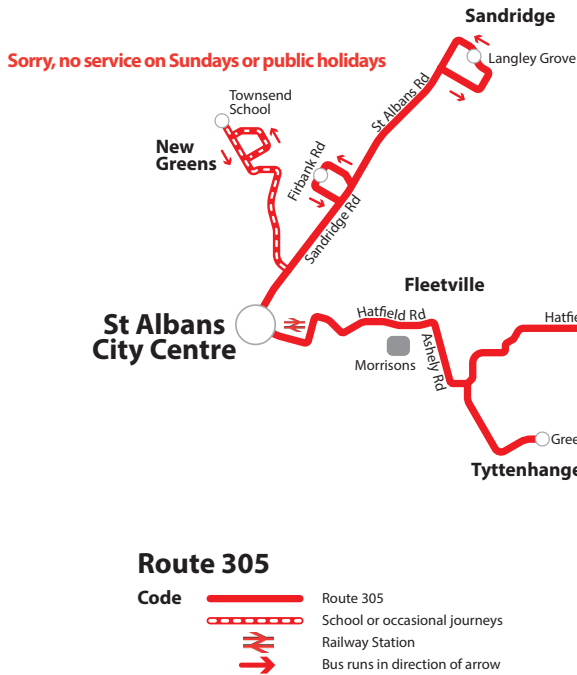 Sandridge
Sorry, no service on Sundays or public holidays
Langley Grove
St Albans Rd
Townsend
School
New
Greens
Firbank Rd
Sandridge Rd
Fleetville
St Albans
City Centre
Hatfield Rd
Hatfie
Morrisons
Ashely Rd
Gree
Tyttenhange
Route 305
Code
Route 305
School or occasional journeys
Railway Station
Bus runs in direction of arrow